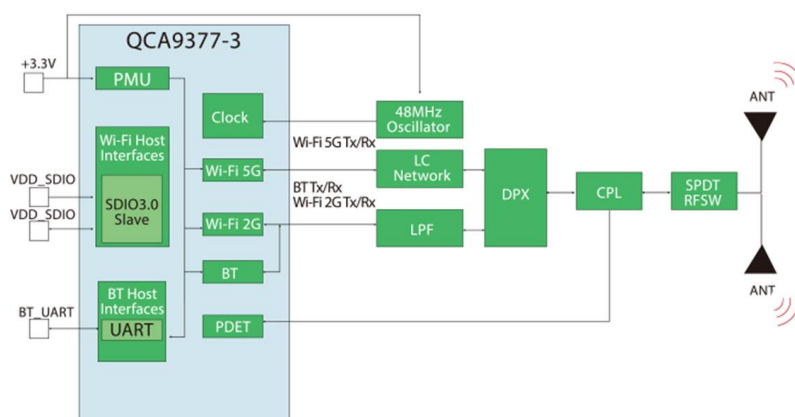 QCA9377-3
+3.3V
PMU
Clock
48MHz
Oscillator
ANT
Wi-Fi Host
Interfaces
SDIO3.0
Slave
VDD_SDIO
VDD_SDIO
Wi-Fi 5G Tx/Rx
Wi-Fi 5G
LC
Network
BT Tx/Rx
Wi-Fi 2G Tx/Rx
Wi-Fi 2G
LPF
DPX
CPL
SPDT
RFSW
BT
BT Host
Interfaces
UART
BT_UART
PDET
ANT